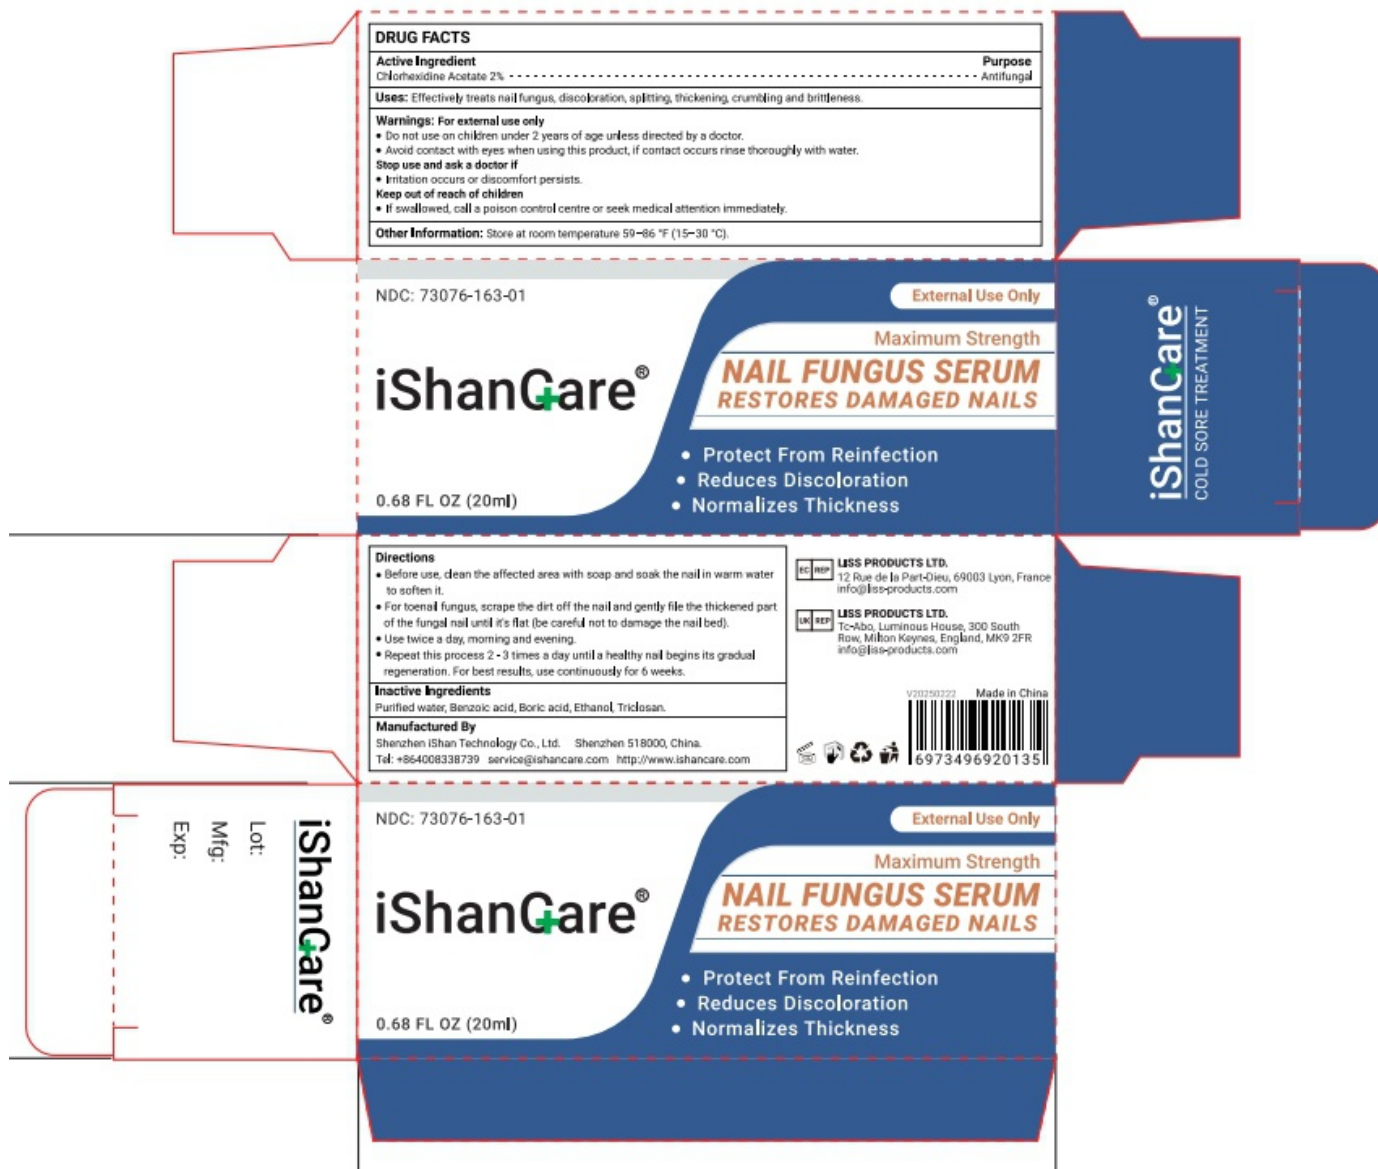 DRUG FACTS
Active Ingredient Purpose
Chlorhexidine Acetate 2% - - - - - - - - - - - - - - - - - - - - - - - - - - - - - - Antifungal
Uses: Effectively treats nail fungus, discoloration, splitting, thickening, crumbling and brittleness.
Warnings: For external use only
• Do not use on children under 2 years of age unless directed by a doctor.
• Avoid contact with eyes when using this product, if contact occurs rinse thoroughly with water.
Stop use and ask a doctor if
• Irritation occurs or discomfort persists.
Keep out of reach of children
• If swallowed, call a poison control centre or seek medical attention immediately.
Other Information: Store at room temperature 59–86 °F (15–30 °C).
NDC: 73076-163-01
iShanCare®
0.68 FL OZ (20ml)
External Use Only
Maximum Strength
NAIL FUNGUS SERUM
RESTORES DAMAGED NAILS
• Protect From Reinfection
• Reduces Discoloration
• Normalizes Thickness
iShanCare®
COLD SORE TREATMENT
Directions
• Before use, clean the affected area with soap and soak the nail in warm water
to soften it.
• For toenail fungus, scrape the dirt off the nail and gently file the thickened part
of the fungal nail until it's flat (be careful not to damage the nail bed).
• Use twice a day, morning and evening.
• Repeat this process 2 - 3 times a day until a healthy nail begins its gradual
regeneration. For best results, use continuously for 6 weeks.
Inactive Ingredients
Purified water, Benzoic acid, Boric acid, Ethanol, Triclosan.
Manufactured By
Shenzhen iShan Technology Co., Ltd. Shenzhen 518000, China.
Tel: +864008338739 service@ishancare.com http://www.ishancare.com
EC REP
LISS PRODUCTS LTD.
12 Rue de la Part-Dieu, 69003 Lyon, France
info@liss-products.com
UK REP
LISS PRODUCTS LTD.
Tc-Abo, Luminous House, 300 South
Row, Milton Keynes, England, MK9 2FR
info@liss-products.com
V20250222 Made in China
6973496920135
iShanCare®
Lot:
Mfg:
Exp:
NDC: 73076-163-01
iShanCare®
0.68 FL OZ (20ml)
External Use Only
Maximum Strength
NAIL FUNGUS SERUM
RESTORES DAMAGED NAILS
• Protect From Reinfection
• Reduces Discoloration
• Normalizes Thickness